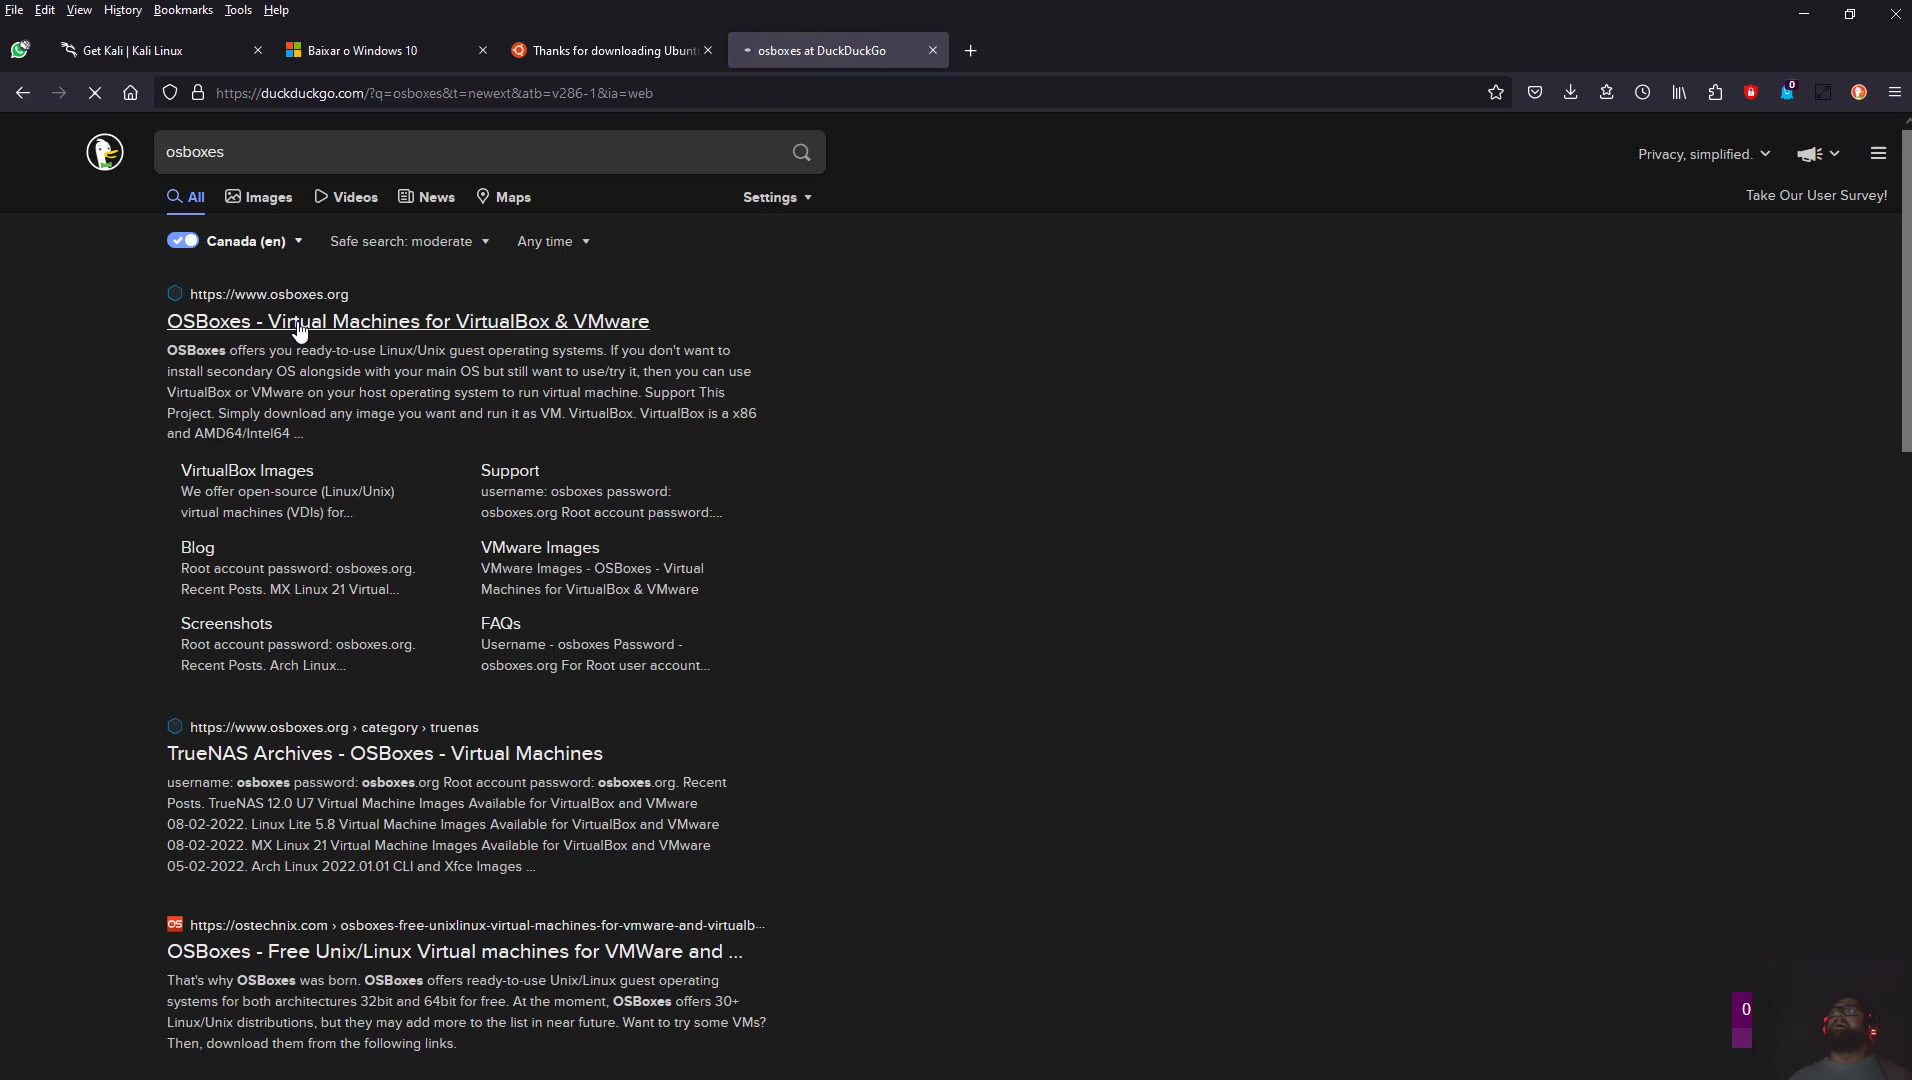 File Edit View History Bookmarks Tools Help
Get Kali | Kali Linux
Baixar o Windows 10
Thanks for downloading Ubunt
osboxes at DuckDuckGo
https://duckduckgo.com/?q=osboxes&t=newext&atb=v286-1&ia=web
0
osboxes
Privacy, simplified.
All Images Videos News Maps Settings
Take Our User Survey!
Canada (en) Safe search: moderate Any time
https://www.osboxes.org
OSBoxes - Virtual Machines for VirtualBox & VMware
OSBoxes offers you ready-to-use Linux/Unix guest operating systems. If you don't want to
install secondary OS alongside with your main OS but still want to use/try it, then you can use
VirtualBox or VMware on your host operating system to run virtual machine. Support This
Project. Simply download any image you want and run it as VM. VirtualBox. VirtualBox is a x86
and AMD64/Intel64 ...
VirtualBox Images
We offer open-source (Linux/Unix)
virtual machines (VDIs) for...
Support
username: osboxes password:
osboxes.org Root account password:...
Blog
Root account password: osboxes.org.
Recent Posts. MX Linux 21 Virtual...
VMware Images
VMware Images - OSBoxes - Virtual
Machines for VirtualBox & VMware
Screenshots
Root account password: osboxes.org.
Recent Posts. Arch Linux...
FAQs
Username - osboxes Password -
osboxes.org For Root user account...
https://www.osboxes.org › category › truenas
TrueNAS Archives - OSBoxes - Virtual Machines
username: osboxes password: osboxes.org Root account password: osboxes.org. Recent
Posts. TrueNAS 12.0 U7 Virtual Machine Images Available for VirtualBox and VMware
08-02-2022. Linux Lite 5.8 Virtual Machine Images Available for VirtualBox and VMware
08-02-2022. MX Linux 21 Virtual Machine Images Available for VirtualBox and VMware
05-02-2022. Arch Linux 2022.01.01 CLI and Xfce Images ...
OS
https://ostechnix.com › osboxes-free-unixlinux-virtual-machines-for-vmware-and-virtualb...
OSBoxes - Free Unix/Linux Virtual machines for VMWare and ...
That's why OSBoxes was born. OSBoxes offers ready-to-use Unix/Linux guest operating
systems for both architectures 32bit and 64bit for free. At the moment, OSBoxes offers 30+
Linux/Unix distributions, but they may add more to the list in near future. Want to try some VMs?
Then, download them from the following links.
0